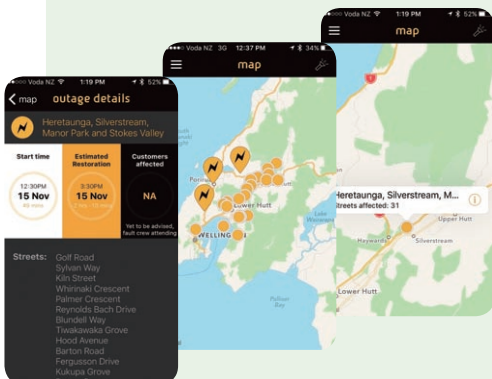 Voda NZ 1:19 PM 52%
map
outage details
Heretaunga, Silverstream,
Manor Park and Stokes Valley
Start time
12:30PM
15 Nov
Estimated
Restoration
3:30PM
15 Nov
Customers
affected
NA
Yet to be advised,
fault crew attending
Streets:
Golf Road
Sylvan Way
Kiln Street
Whirinaki Crescent
Palmer Crescent
Reynolds Bach Drive
Blundell Way
Tiwakawaka Grove
Hood Avenue
Barton Road
Fergusson Drive
Kukupa Grove
Voda NZ 3G 12:37 PM 34%
map
Lower Hutt
Palliser
Bay
Voda NZ 1:19 PM 52%
map
1
Heretaunga, Silverstream, M...
Streets affected: 31
Upper Hutt
Haywards
Silverstream
Lower Hutt